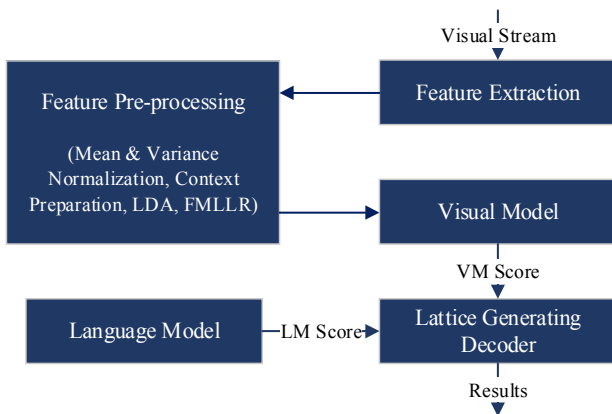 Visual Stream
Feature Extraction
Feature Pre-processing
(Mean & Variance
Normalization, Context
Preparation, LDA, FMLLR)
Visual Model
VM Score
Language Model
LM Score
Lattice Generating
Decoder
Results